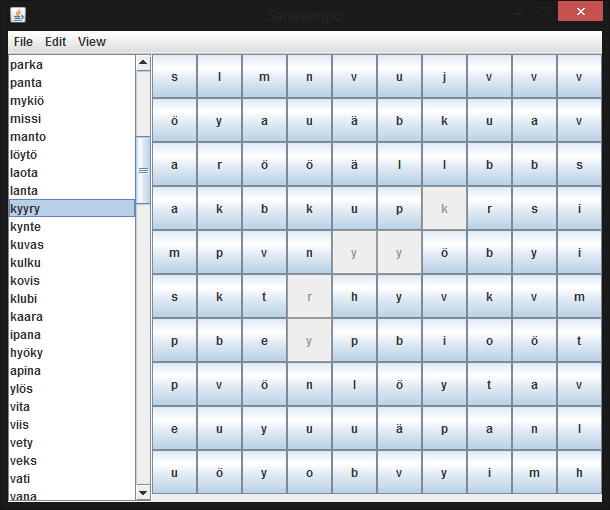 Sanasampo
File Edit View
parka
panta
mykiö
missi
manto
löytö
laota
lanta
kyyry
kynte
kuvas
kulku
kovis
klubi
kaara
ipana
hyöky
apina
ylös
vita
viis
vety
veks
vati
vana
s l m n v u j v v v
ö y a u ä b k u a v
a r ö ö ä l l b b s
a k b k u p k r s i
m p v n y y ö b y i
s k t r h y v k v m
p b e y p b i o ö t
p v ö n l ö y t a v
e u y u u ä p a n l
u ö y o b v y i m h